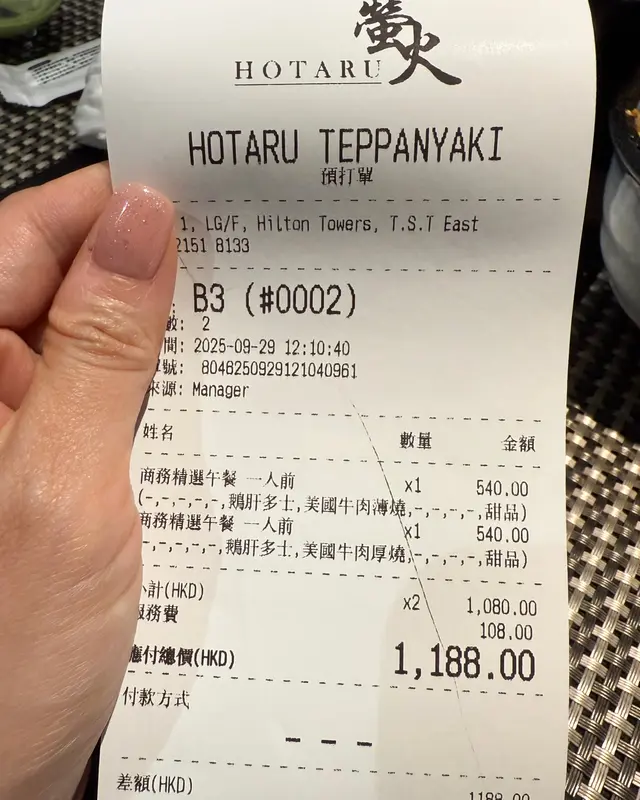 螢火
HOTARU
HOTARU TEPPANYAKI
預打單
1, LG/F, Hilton Towers, T.S.T East
2151 8133
: B3 (#0002)
數: 2
間: 2025-09-29 12:10:40
號: 8046250929121040961
來源: Manager
姓名 數量 金額
商務精選午餐 一人前 x1 540.00
(-,-,-,-,-,鵝肝多士,美國牛肉薄燒,-,-,-,-,甜品)
商務精選午餐 一人前 x1 540.00
-,-,-,-,-,鵝肝多士,美國牛肉厚燒,-,-,-,-,甜品)
小計(HKD) x2 1,080.00
服務費 108.00
應付總價(HKD) 1,188.00
付款方式
— — —
差額(HKD) 1188.00